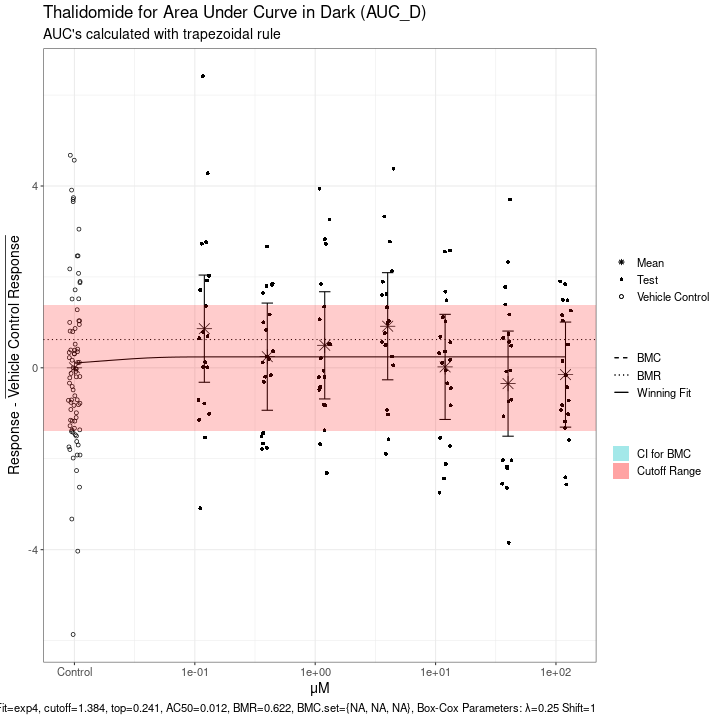 Thalidomide for Area Under Curve in Dark (AUC_D)
AUC's calculated with trapezoidal rule
Response - Vehicle Control Response
4
0
-4
Control
1e-01
1e+00
1e+01
1e+02
µM
Mean
Test
Vehicle Control
BMC
BMR
Winning Fit
CI for BMC
Cutoff Range
Fit=exp4, cutoff=1.384, top=0.241, AC50=0.012, BMR=0.622, BMC.set={NA, NA, NA}, Box-Cox Parameters: λ=0.25 Shift=1